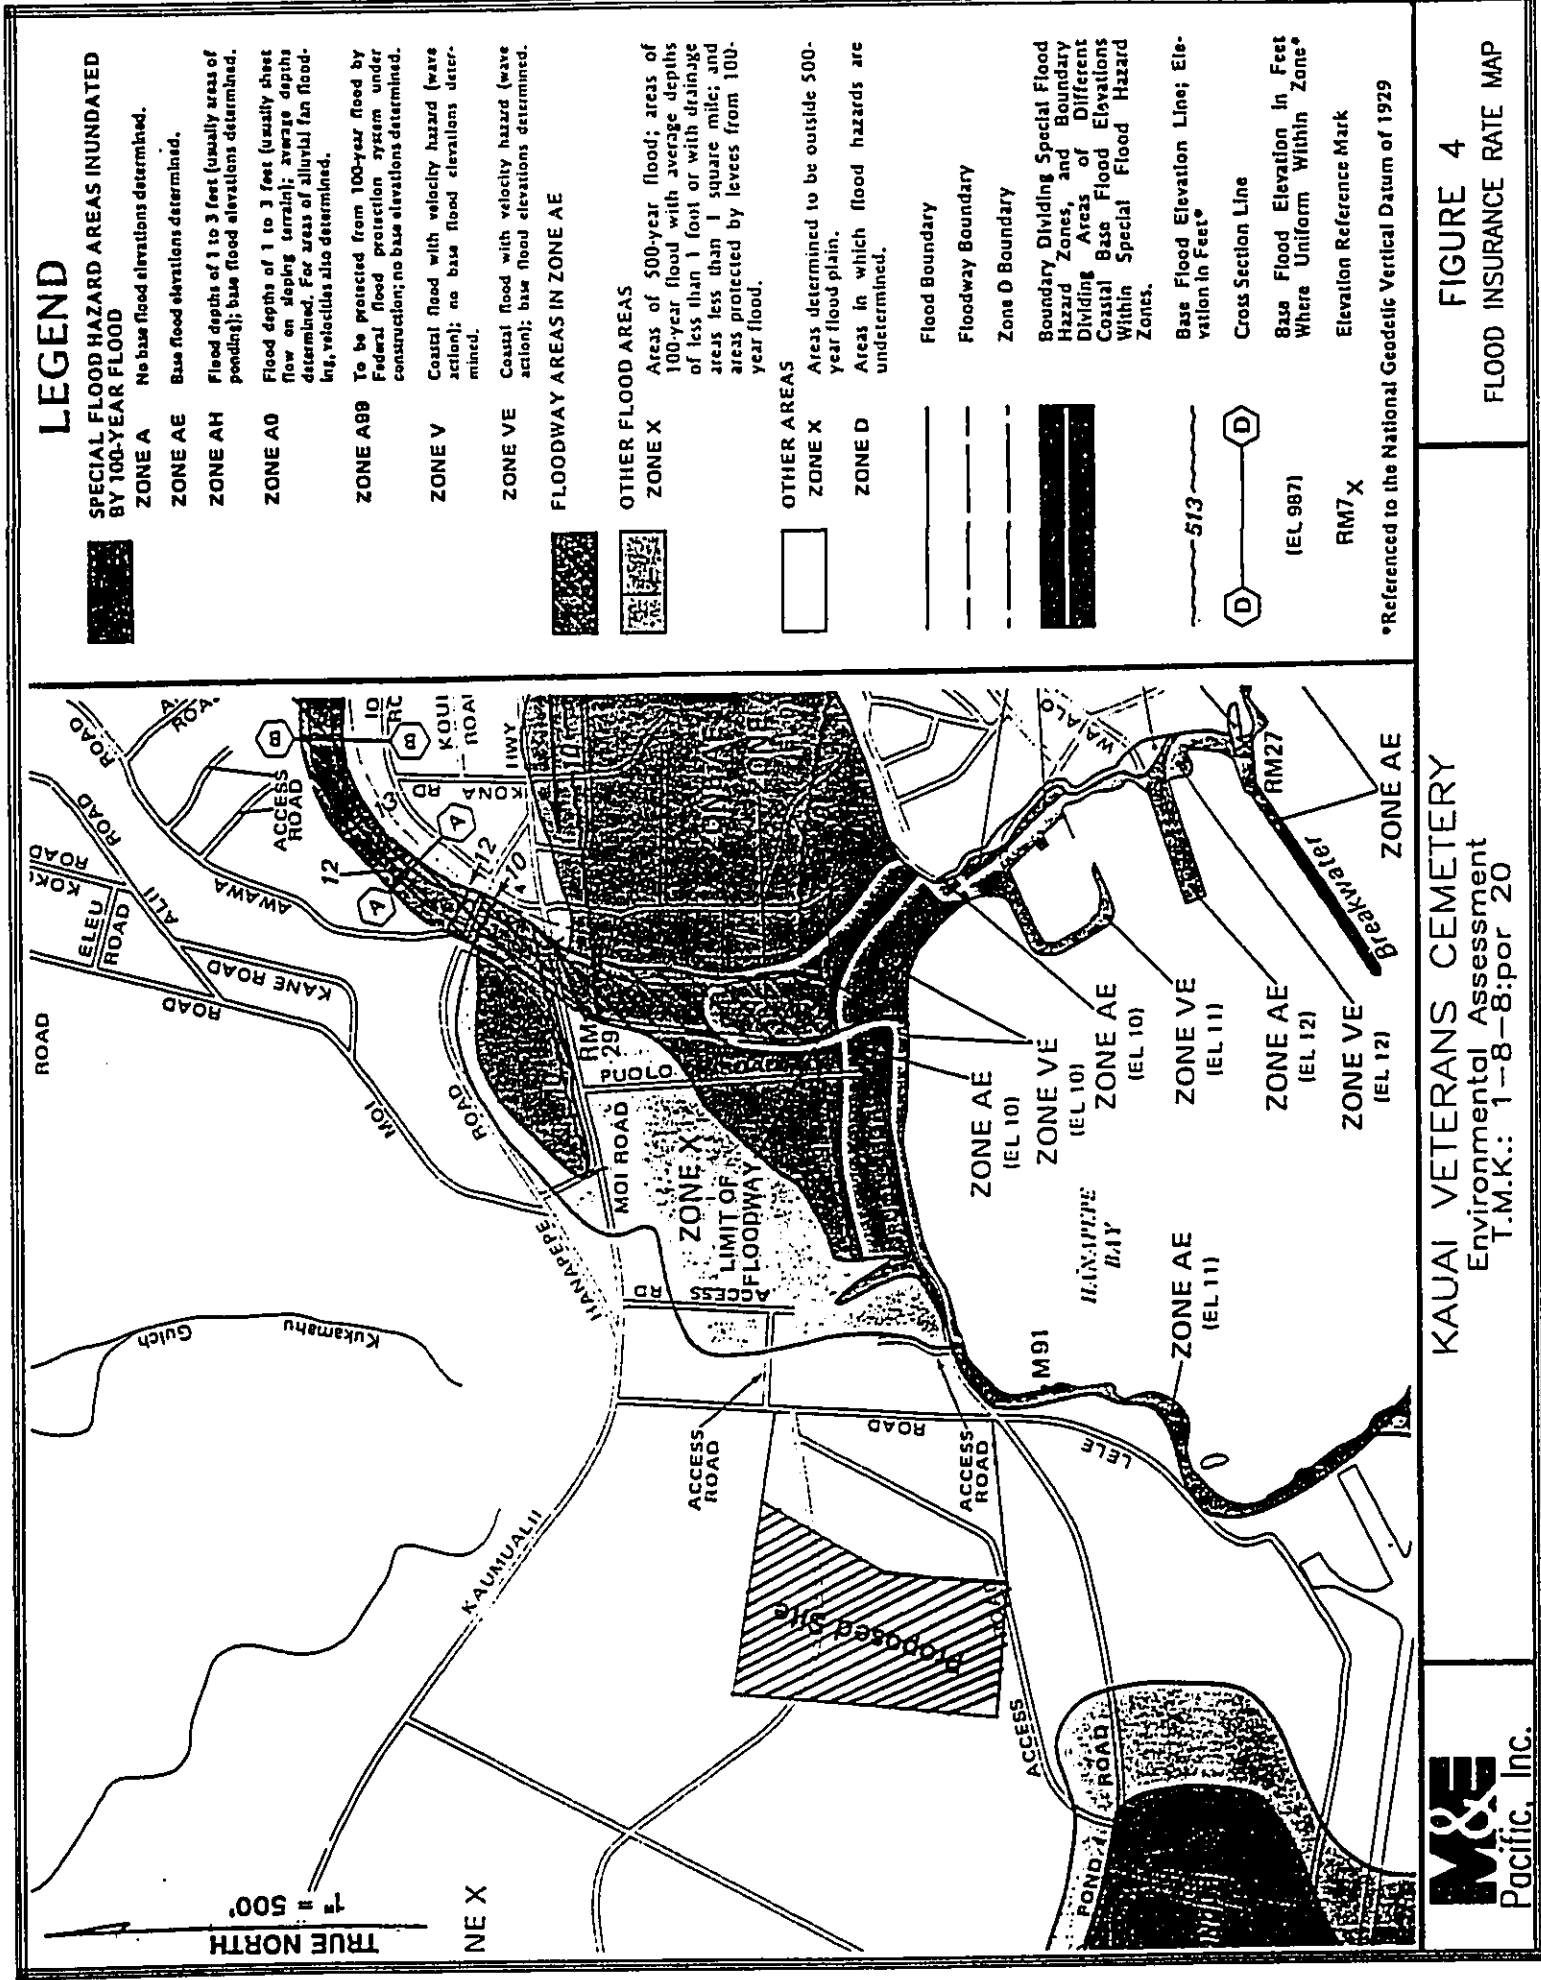 LEGEND
SPECIAL FLOOD HAZARD AREAS INUNDATED
BY 100-YEAR FLOOD
ZONE A No base flood elevations determined.
ZONE AE Base flood elevations determined.
ZONE AH Flood depths of 1 to 3 feet (usually areas of
ponding); base flood elevations determined.
ZONE AO Flood depths of 1 to 3 feet (usually sheet
flow on sloping terrain); average depths
determined. For areas of alluvial fan flood-
ing, velocities also determined.
ZONE A99 To be protected from 100-year flood by
Federal flood protection system under
construction; no base elevations determined.
ZONE V Coastal flood with velocity hazard (wave
action); no base flood elevations deter-
mined.
ZONE VE Coastal flood with velocity hazard (wave
action); base flood elevations determined.
FLOODWAY AREAS IN ZONE AE
OTHER FLOOD AREAS
ZONE X Areas of 500-year flood; areas of
100-year flood with average depths
of less than 1 foot or with drainage
areas less than 1 square mile; and
areas protected by levees from 100-
year flood.
OTHER AREAS
ZONE X Areas determined to be outside 500-
year flood plain.
ZONE D Areas in which flood hazards are
undetermined.
Flood Boundary
Floodway Boundary
Zone D Boundary
Boundary Dividing Special Flood
Hazard Zones, and Boundary
Dividing Areas of Different
Coastal Base Flood Elevations
Within Special Flood Hazard
Zones.
513 Base Flood Elevation Line; Ele-
vation in Feet*
D D Cross Section Line
(EL 987) Base Flood Elevation in Feet
Where Uniform Within Zone*
RM7X Elevation Reference Mark
*Referenced to the National Geodetic Vertical Datum of 1929
TRUE NORTH
1" = 500'
NE X
Gulch
Kukamahu
KAUMUALII
ROAD
MOI
ROAD
KANE ROAD
ELEU
ROAD
ALII
ROAD
ROAD
AWAWA
ROAD
ACCESS
ROAD
B
B
A
A
12
13
12
10
KONA
RD
HWY
10
HANAPEPE
ROAD
MOI ROAD
RM
29
PUOLO
ROAD
ZONE X
LIMIT OF
FLOODWAY
ACCESS RD
ACCESS
ROAD
ACCESS
ROAD
ROAD
LELE
Proposed Site
ACCESS
POND
ROAD
HANAPEPE
BAY
M91
ZONE AE
(EL 11)
ZONE AE
(EL 10)
ZONE VE
(EL 10)
ZONE AE
(EL 10)
ZONE VE
(EL 11)
ZONE AE
(EL 12)
ZONE VE
(EL 12)
WAIALO
RM27
Breakwater
ZONE AE
M&E
Pacific, Inc.
KAUAI VETERANS CEMETERY
Environmental Assessment
T.M.K.: 1-8-8:por 20
FIGURE 4
FLOOD INSURANCE RATE MAP